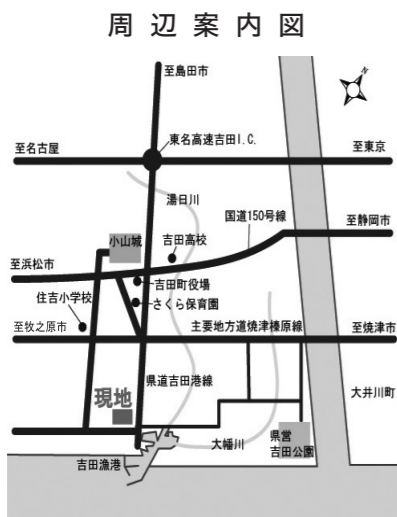 周辺案内図
至島田市
N
東名高速吉田I.C.
至名古屋
至東京
湯日川
国道150号線
至静岡市
小山城
吉田高校
至浜松市
吉田町役場
住吉小学校
さくら保育園
至牧之原市
主要地方道焼津榛原線
至焼津市
県道吉田港線
現地
大井川町
大幡川
県営
吉田公園
吉田漁港